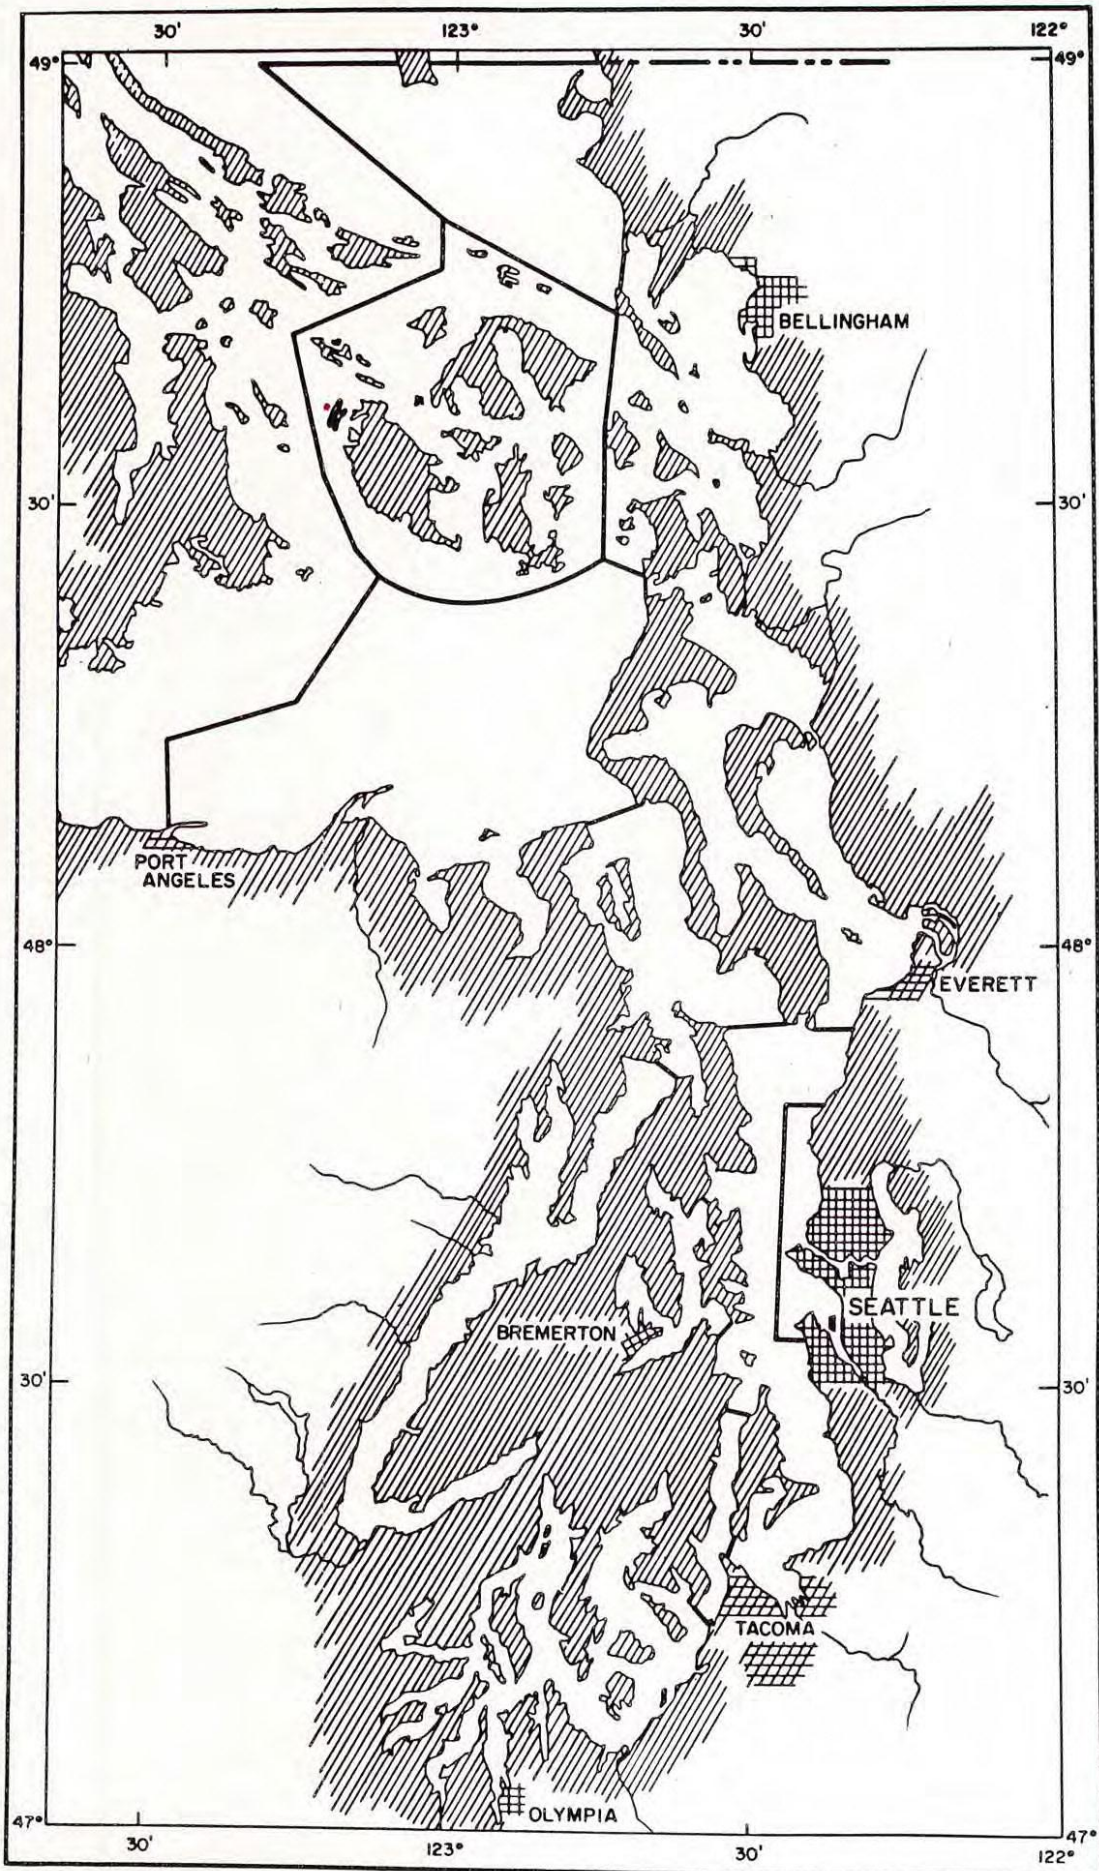 30'
123°
30'
122°
49°
49°
BELLINGHAM
30'
30'
PORT
ANGELES
48°
48°
EVERETT
SEATTLE
BREMERTON
30'
30'
TACOMA
OLYMPIA
47°
47°
30'
123°
30'
122°